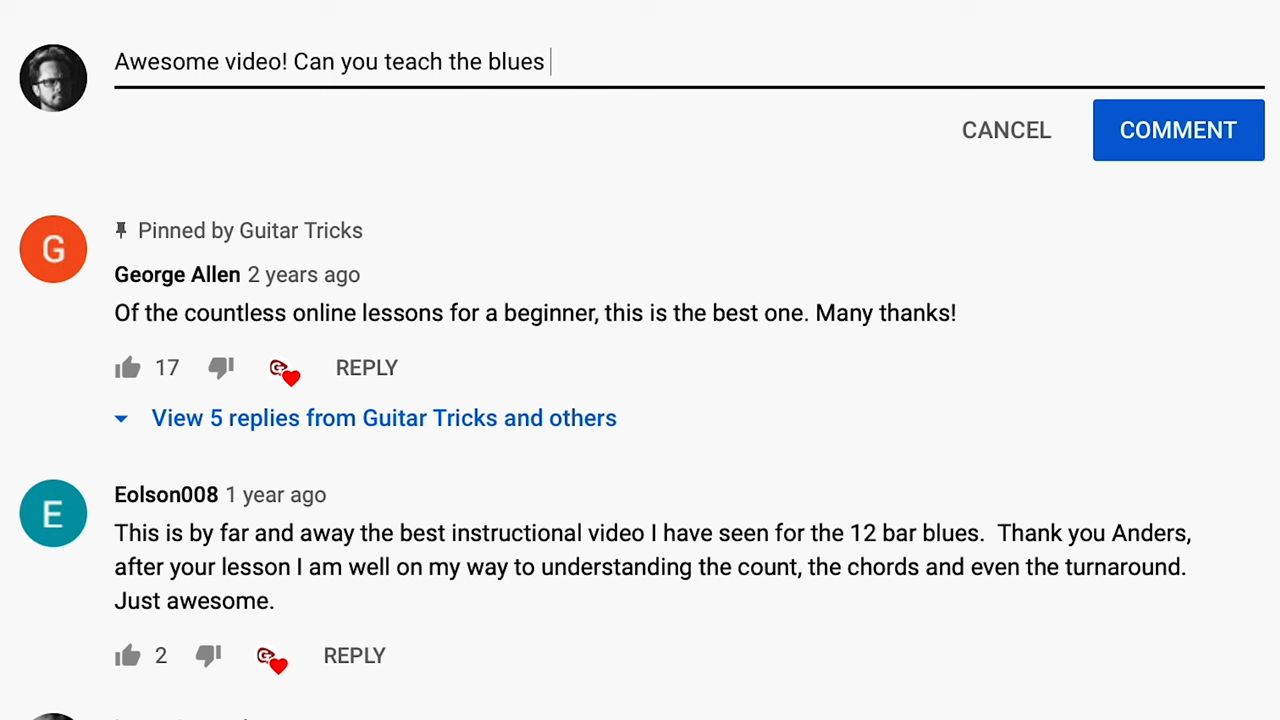 Awesome video! Can you teach the blues
CANCEL
COMMENT
G
Pinned by Guitar Tricks
George Allen 2 years ago
Of the countless online lessons for a beginner, this is the best one. Many thanks!
17
REPLY
View 5 replies from Guitar Tricks and others
E
Eolson008 1 year ago
This is by far and away the best instructional video I have seen for the 12 bar blues.  Thank you Anders,
after your lesson I am well on my way to understanding the count, the chords and even the turnaround.
Just awesome.
2
REPLY